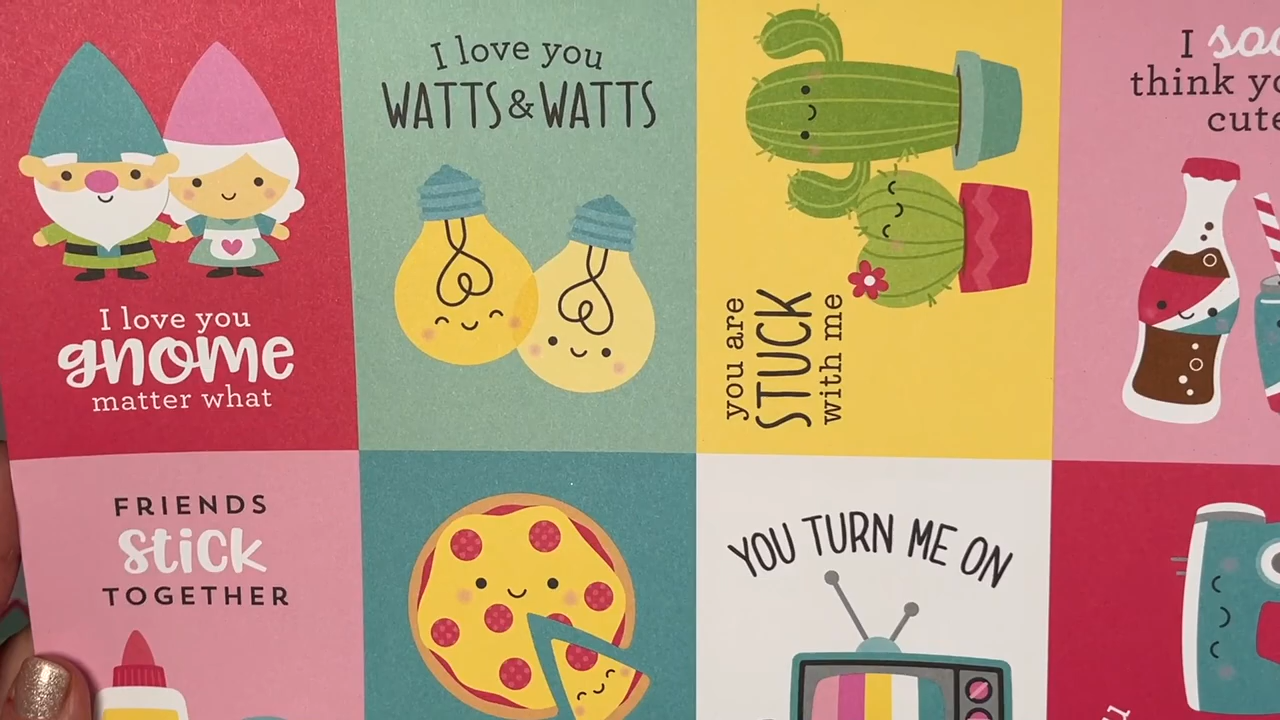 I love you
gnome
matter what
I love you
WATTS & WATTS
you are
STUCK
with me
I
think
cute
FRIENDS
stick
TOGETHER
YOU TURN ME ON